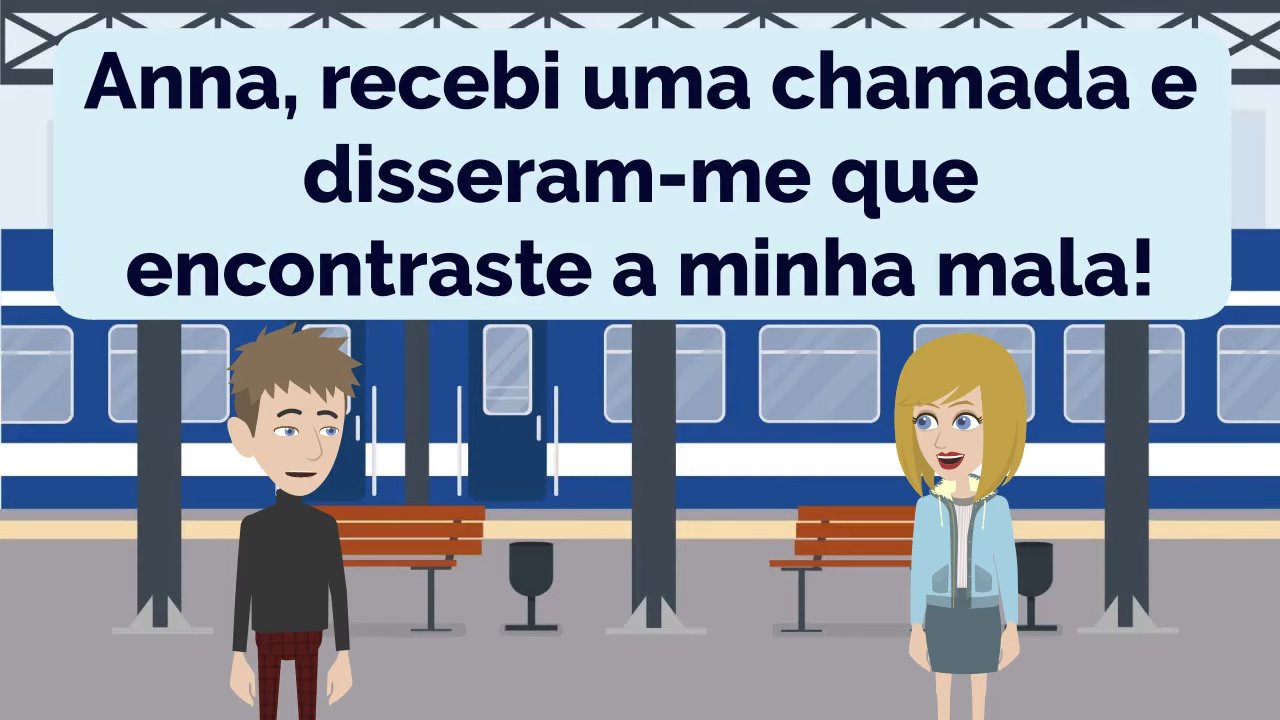 Anna, recebi uma chamada e
disseram-me que
encontraste a minha mala!